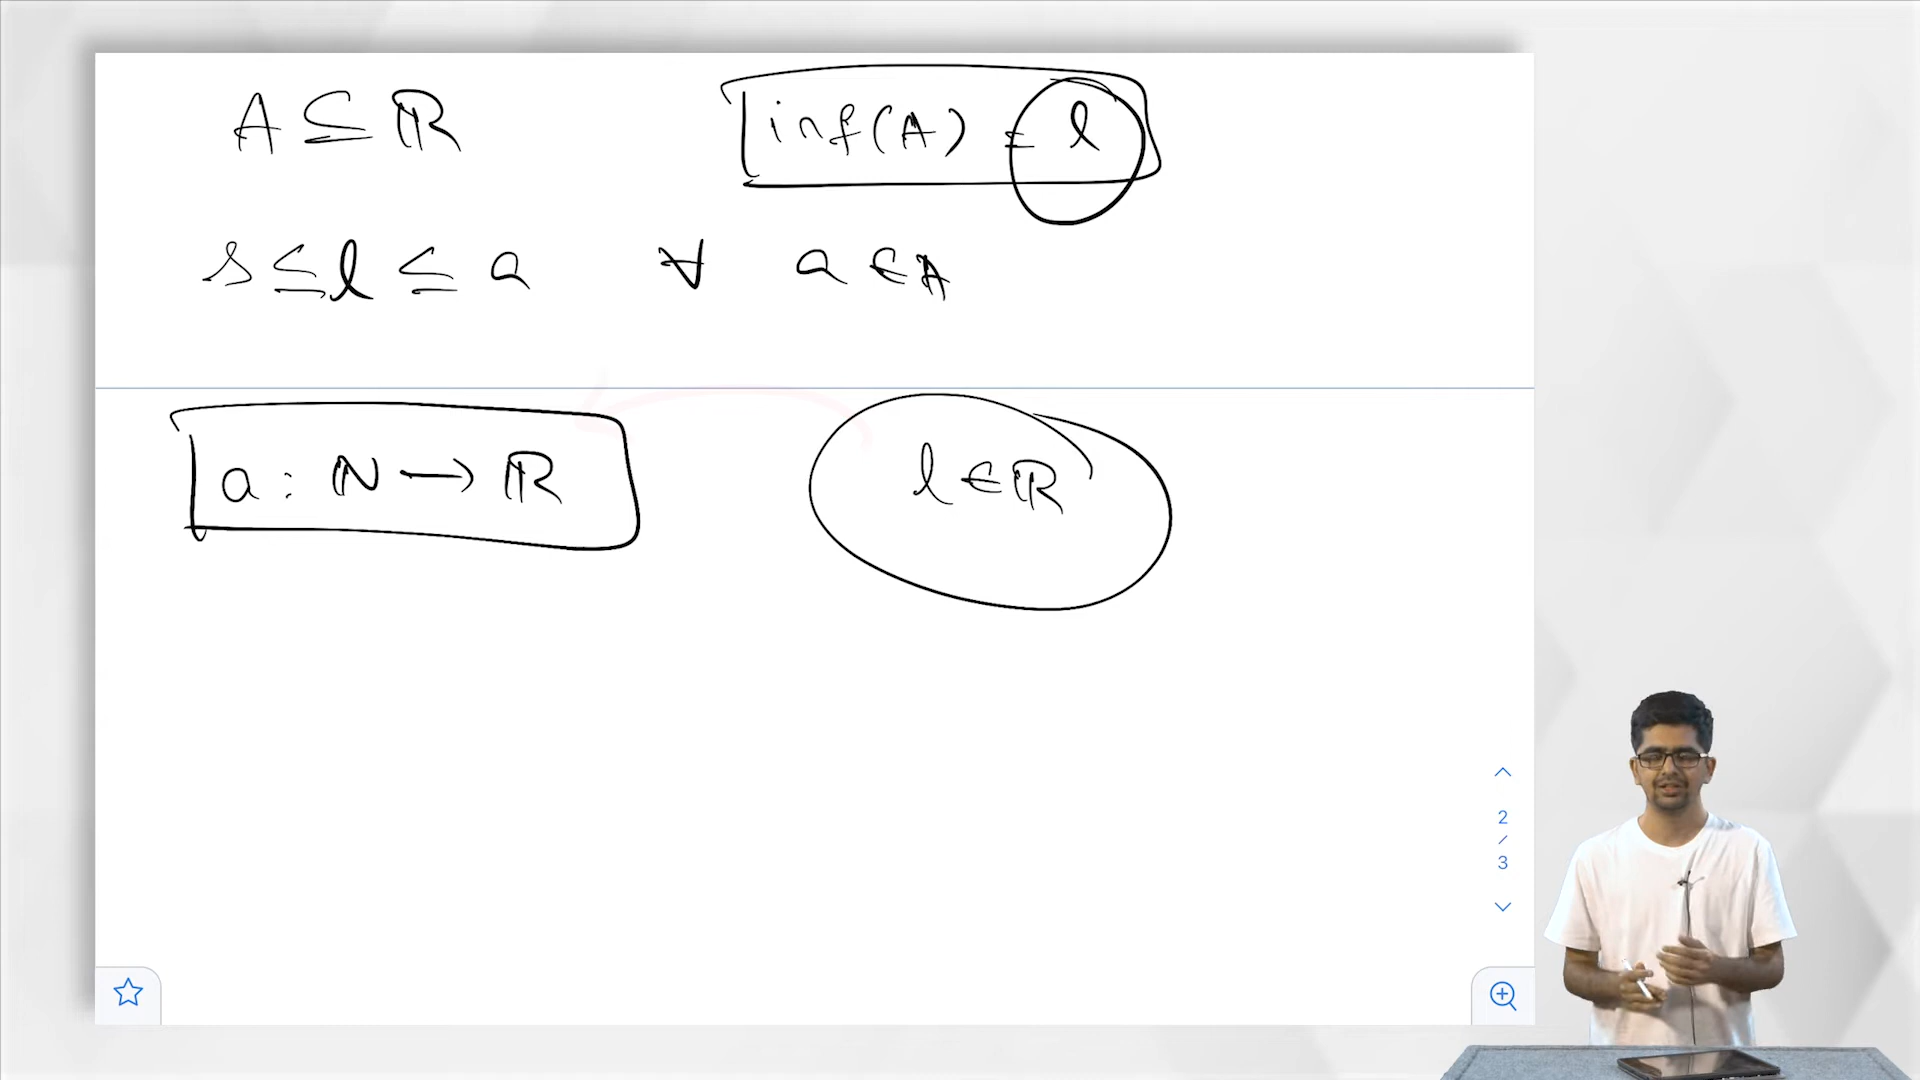 A ⊆ ℝ inf(A) = l
s ≤ l ≤ a ∀ a ∈ A
a : ℕ → ℝ l ∈ ℝ
2
/
3